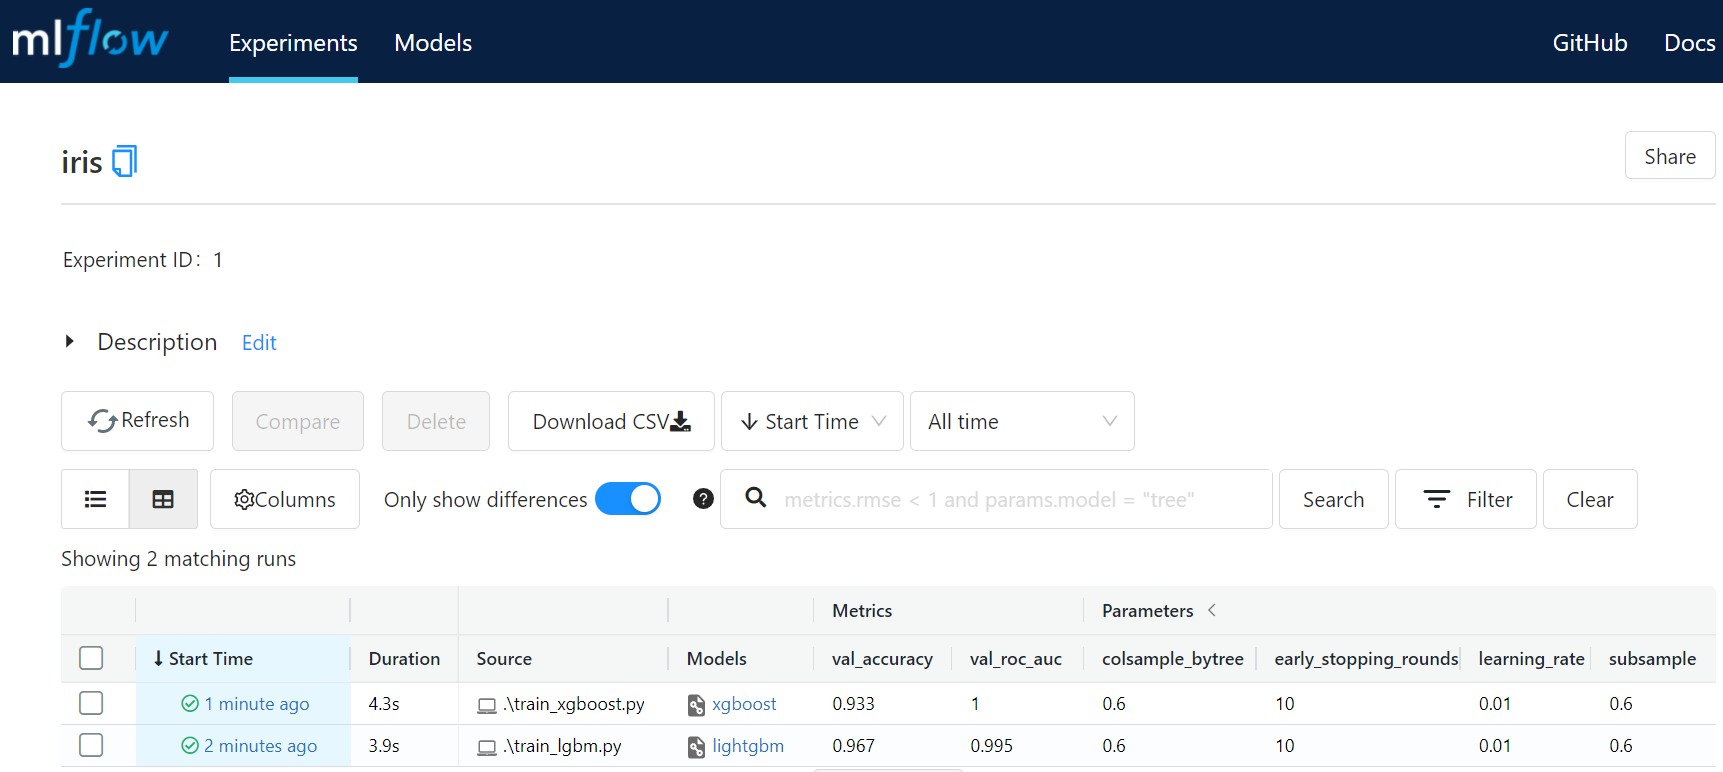 mlflow Experiments Models GitHub Docs
iris Share
Experiment ID: 1
Description Edit
Refresh Compare Delete Download CSV Start Time All time
Columns Only show differences ? metrics.rmse < 1 and params.model = "tree" Search Filter Clear
Showing 2 matching runs
Metrics Parameters <
↓ Start Time Duration Source Models val_accuracy val_roc_auc colsample_bytree early_stopping_rounds learning_rate subsample
1 minute ago 4.3s .\train_xgboost.py xgboost 0.933 1 0.6 10 0.01 0.6
2 minutes ago 3.9s .\train_lgbm.py lightgbm 0.967 0.995 0.6 10 0.01 0.6